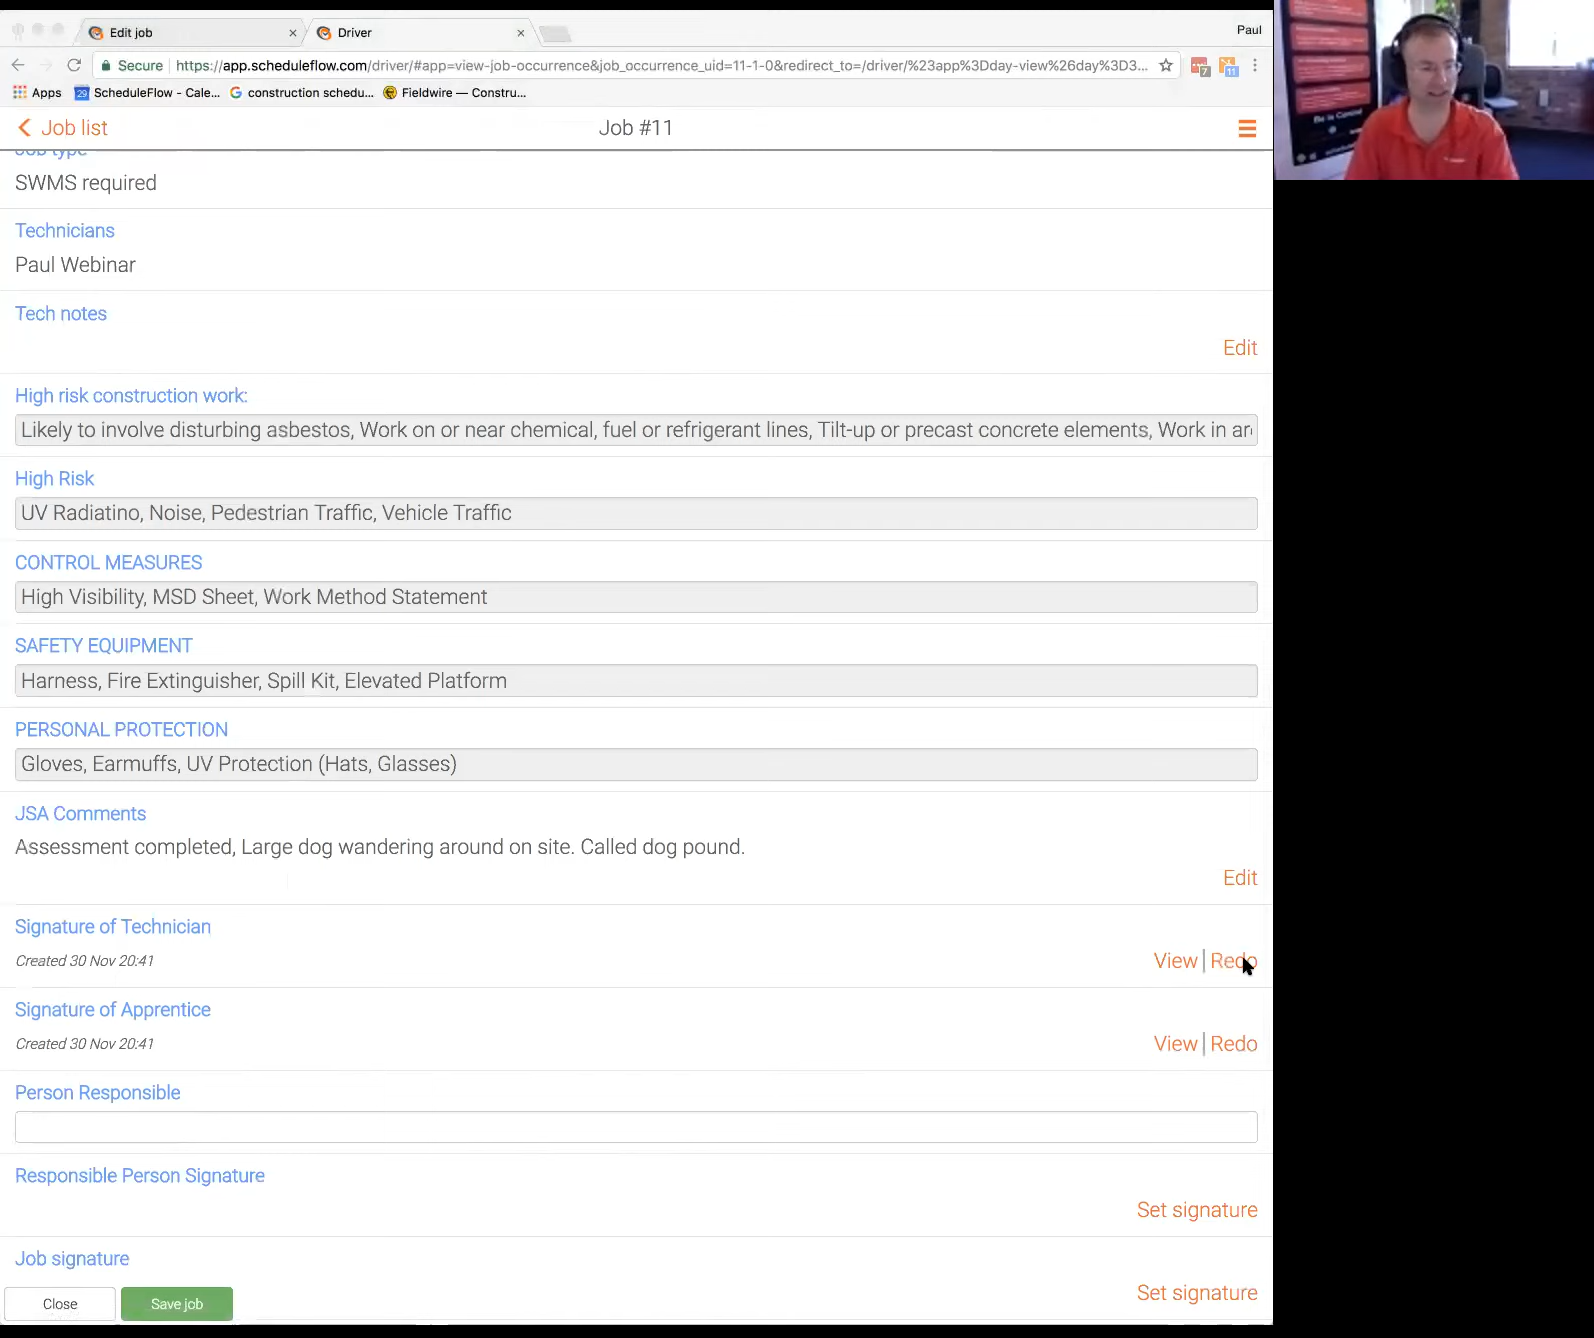 Edit job
Driver
Paul
Secure
https://app.scheduleflow.com/driver/#app=view-job-occurrence&job_occurrence_uid=11-1-0&redirect_to=/driver/%23app%3Dday-view%26day%3D3...
7
11
Apps
29
ScheduleFlow - Cale...
construction schedu...
Fieldwire — Constru...
Job list
Job #11
Job type
SWMS required
Technicians
Paul Webinar
Tech notes
Edit
High risk construction work:
Likely to involve disturbing asbestos, Work on or near chemical, fuel or refrigerant lines, Tilt-up or precast concrete elements, Work in are
High Risk
UV Radiatino, Noise, Pedestrian Traffic, Vehicle Traffic
CONTROL MEASURES
High Visibility, MSD Sheet, Work Method Statement
SAFETY EQUIPMENT
Harness, Fire Extinguisher, Spill Kit, Elevated Platform
PERSONAL PROTECTION
Gloves, Earmuffs, UV Protection (Hats, Glasses)
JSA Comments
Assessment completed, Large dog wandering around on site. Called dog pound.
Edit
Signature of Technician
Created 30 Nov 20:41
View | Redo
Signature of Apprentice
Created 30 Nov 20:41
View | Redo
Person Responsible
Responsible Person Signature
Set signature
Job signature
Set signature
Close
Save job